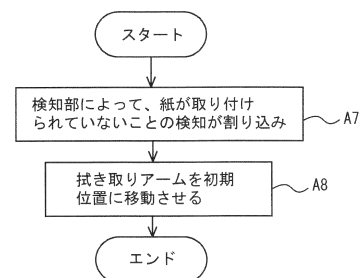 スタート
検知部によって、紙が取り付け
られていないことの検知が割り込み
A7
拭き取りアームを初期
位置に移動させる
A8
エンド